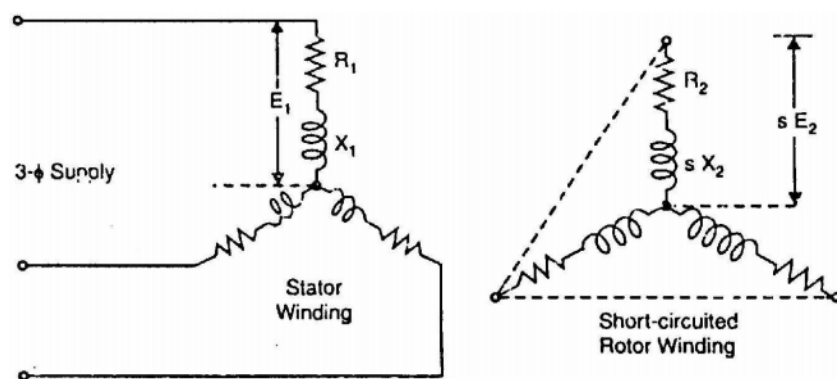 R₁
E₁
X₁
3-ϕ Supply
Stator
Winding
R₂
s E₂
s X₂
Short-circuited
Rotor Winding